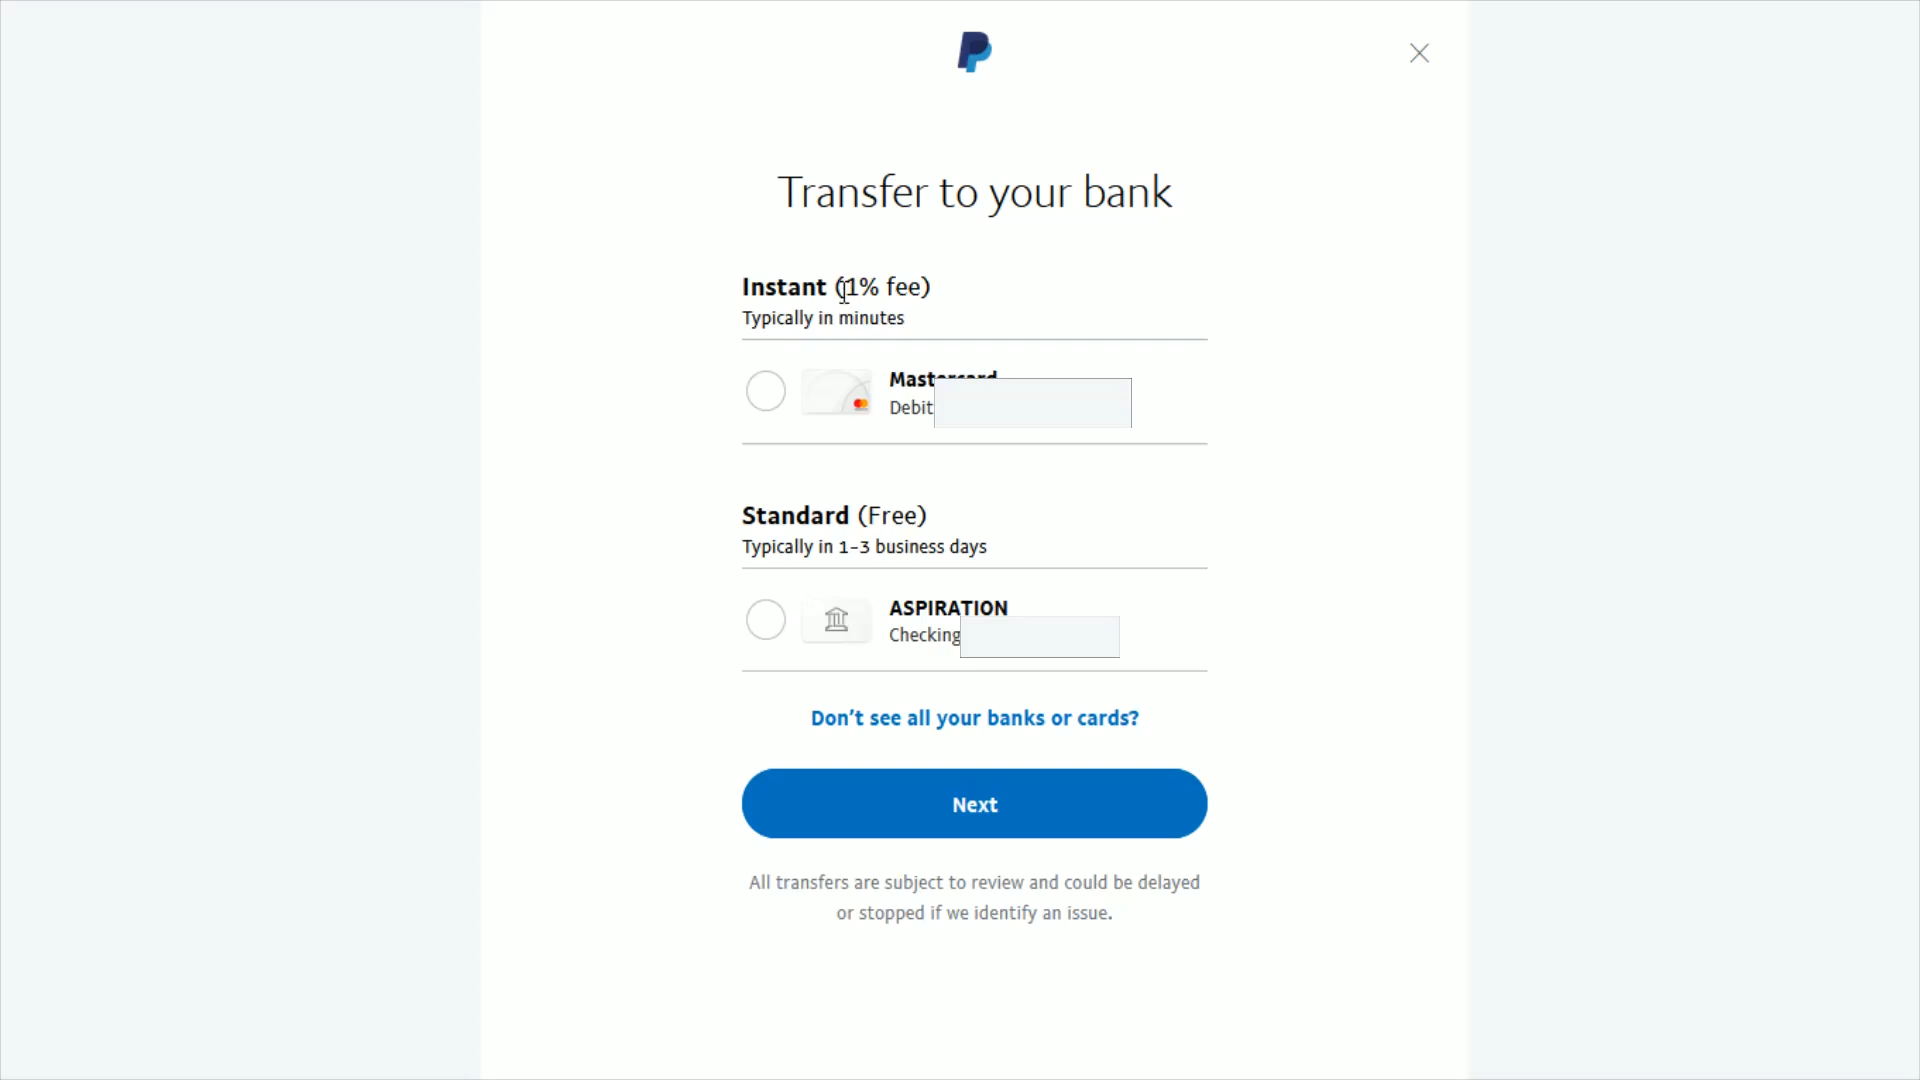 Transfer to your bank
Instant (1% fee)
Typically in minutes
Mastercard
Debit
Standard (Free)
Typically in 1–3 business days
ASPIRATION
Checking
Don’t see all your banks or cards?
Next
All transfers are subject to review and could be delayed
or stopped if we identify an issue.